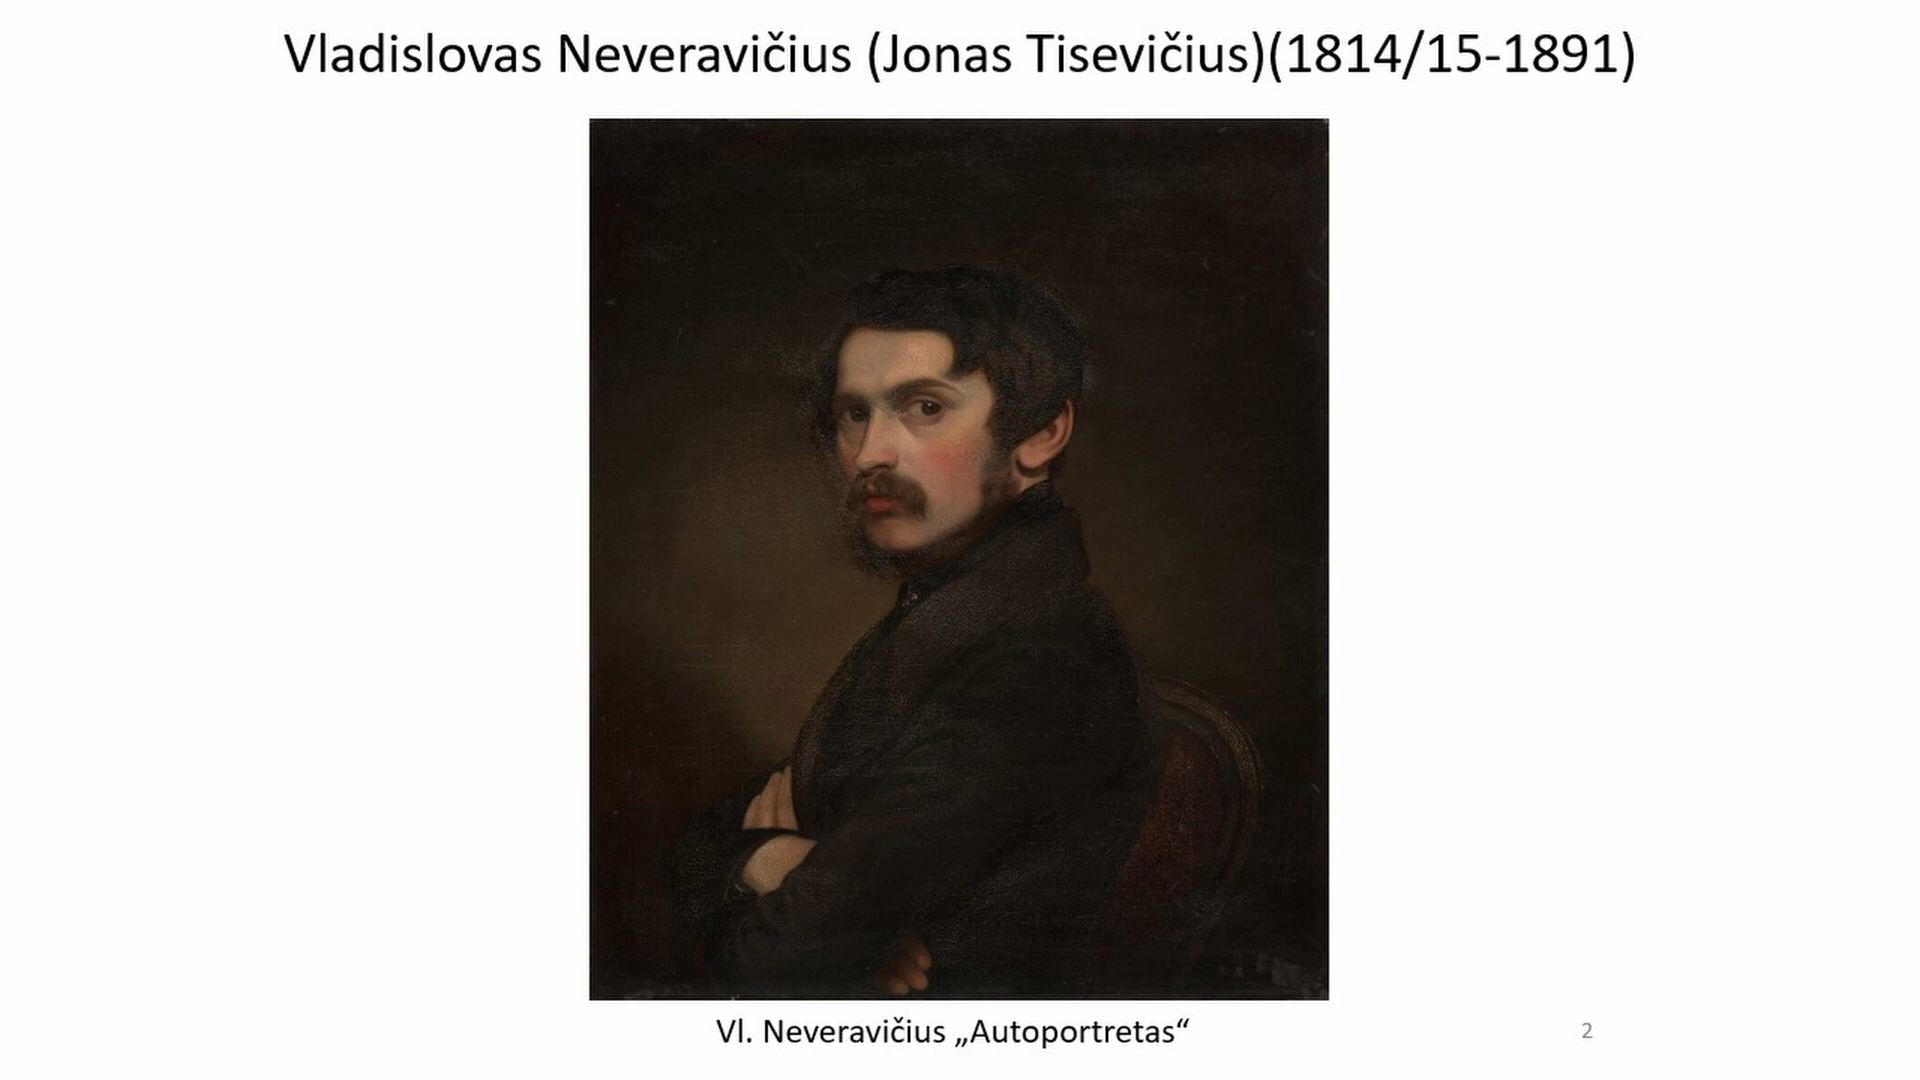 Vladislovas Neveravičius (Jonas Tisevičius)(1814/15-1891)
Vl. Neveravičius „Autoportretas“
2